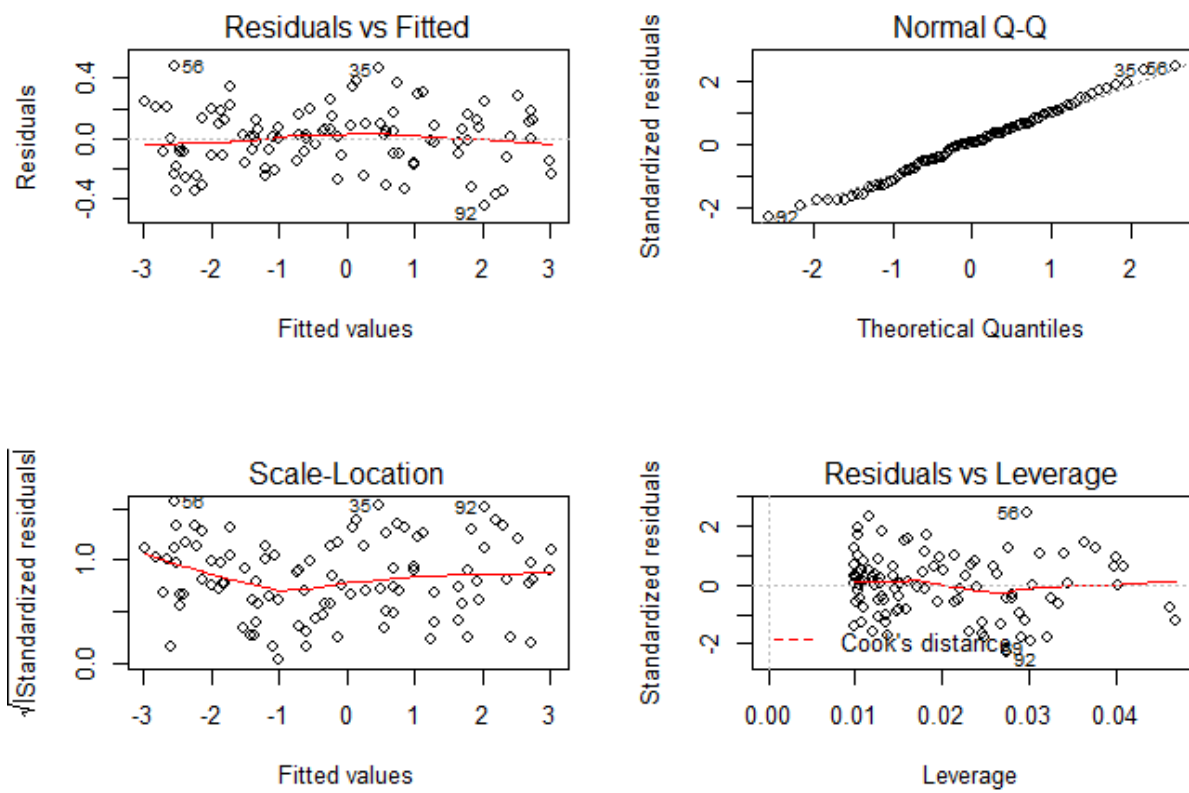 Residuals vs Fitted
Residuals
0.4
0.0
-0.4
56
35
92
-3 -2 -1 0 1 2 3
Fitted values
Normal Q-Q
Standardized residuals
2
0
-2
35 56
92
-2 -1 0 1 2
Theoretical Quantiles
Scale-Location
√|Standardized residuals|
1.0
0.0
56
35
92
-3 -2 -1 0 1 2 3
Fitted values
Residuals vs Leverage
Standardized residuals
2
0
-2
56
Cook's distance
92
0.00 0.01 0.02 0.03 0.04
Leverage